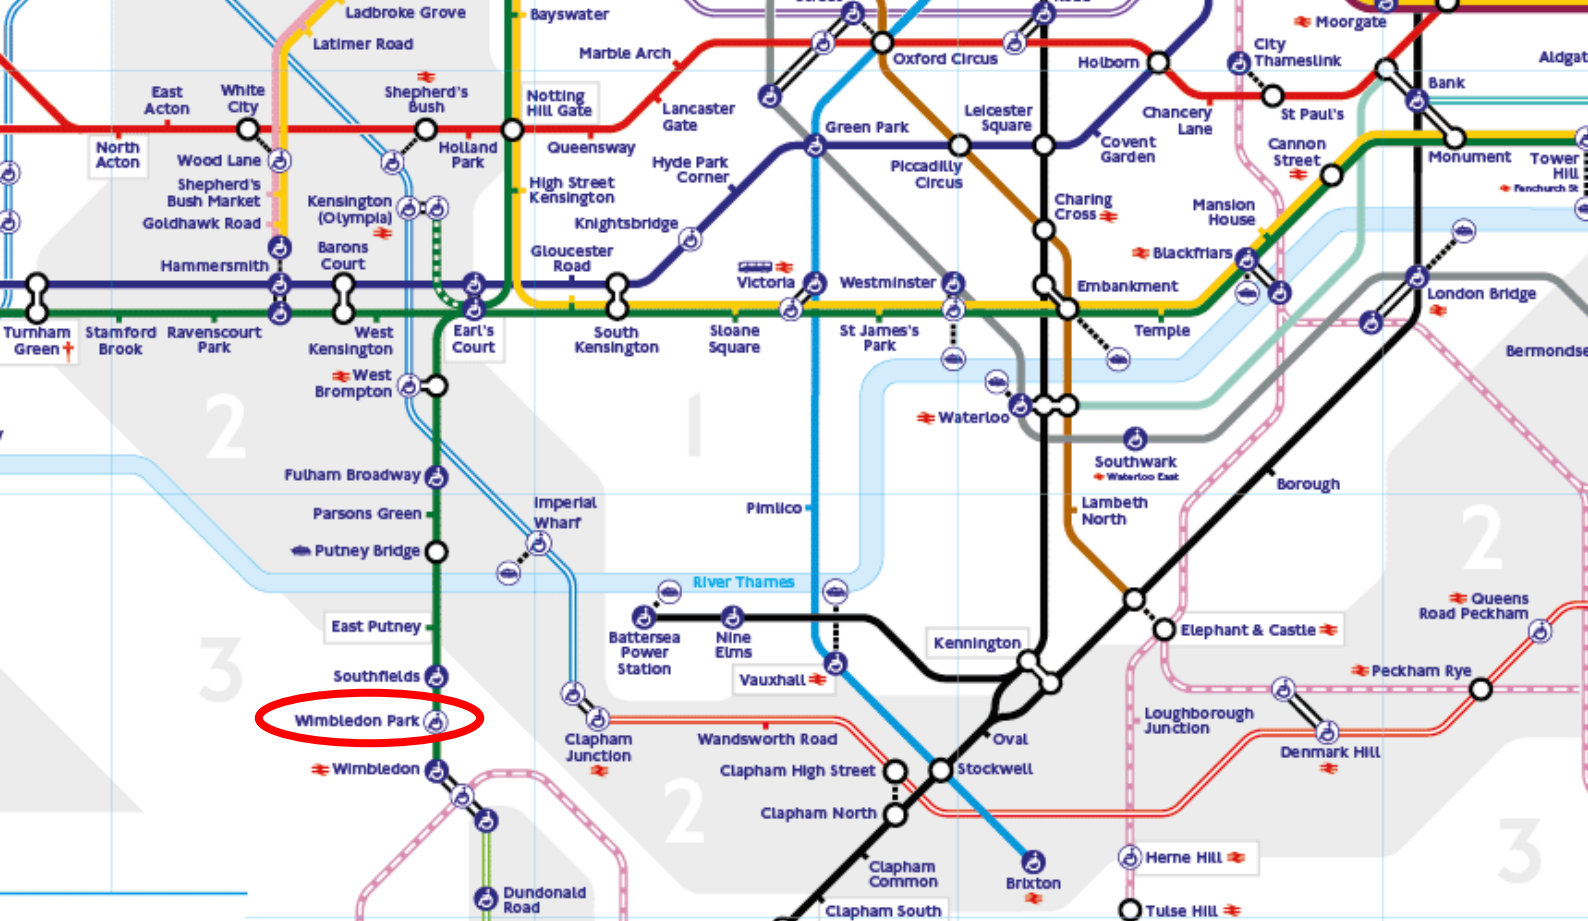 Ladbroke Grove
Latimer Road
Bayswater
Marble Arch
Oxford Circus
Holborn
Moorgate
City
Thameslink
Aldgat
Bank
East
Acton
White
City
Shepherd's
Bush
Notting
Hill Gate
Lancaster
Gate
Leicester
Square
Chancery
Lane
St Paul's
North
Acton
Wood Lane
Holland
Park
Queensway
Green Park
Piccadilly
Circus
Covent
Garden
Cannon
Street
Monument
Tower
Hill
Fenchurch St
Shepherd's
Bush Market
Goldhawk Road
Kensington
(Olympia)
High Street
Kensington
Hyde Park
Corner
Knightsbridge
Charing
Cross
Mansion
House
Blackfriars
Hammersmith
Barons
Court
Gloucester
Road
Victoria
Westminster
Embankment
London Bridge
Turnham
Green†
Stamford
Brook
Ravenscourt
Park
West
Kensington
Earl's
Court
South
Kensington
Sloane
Square
St James's
Park
Temple
Bermondse
West
Brompton
2
1
Waterloo
Southwark
Waterloo East
Borough
Fulham Broadway
Parsons Green
Putney Bridge
Imperial
Wharf
Pimlico
Lambeth
North
2
River Thames
East Putney
Battersea
Power
Station
Nine
Elms
Kennington
Elephant & Castle
Queens
Road Peckham
3
Southfields
Vauxhall
Peckham Rye
Wimbledon Park
Clapham
Junction
Wandsworth Road
Oval
Loughborough
Junction
Denmark Hill
Wimbledon
Clapham High Street
Stockwell
2
Clapham North
3
Clapham
Common
Brixton
Herne Hill
Dundonald
Road
Clapham South
Tulse Hill